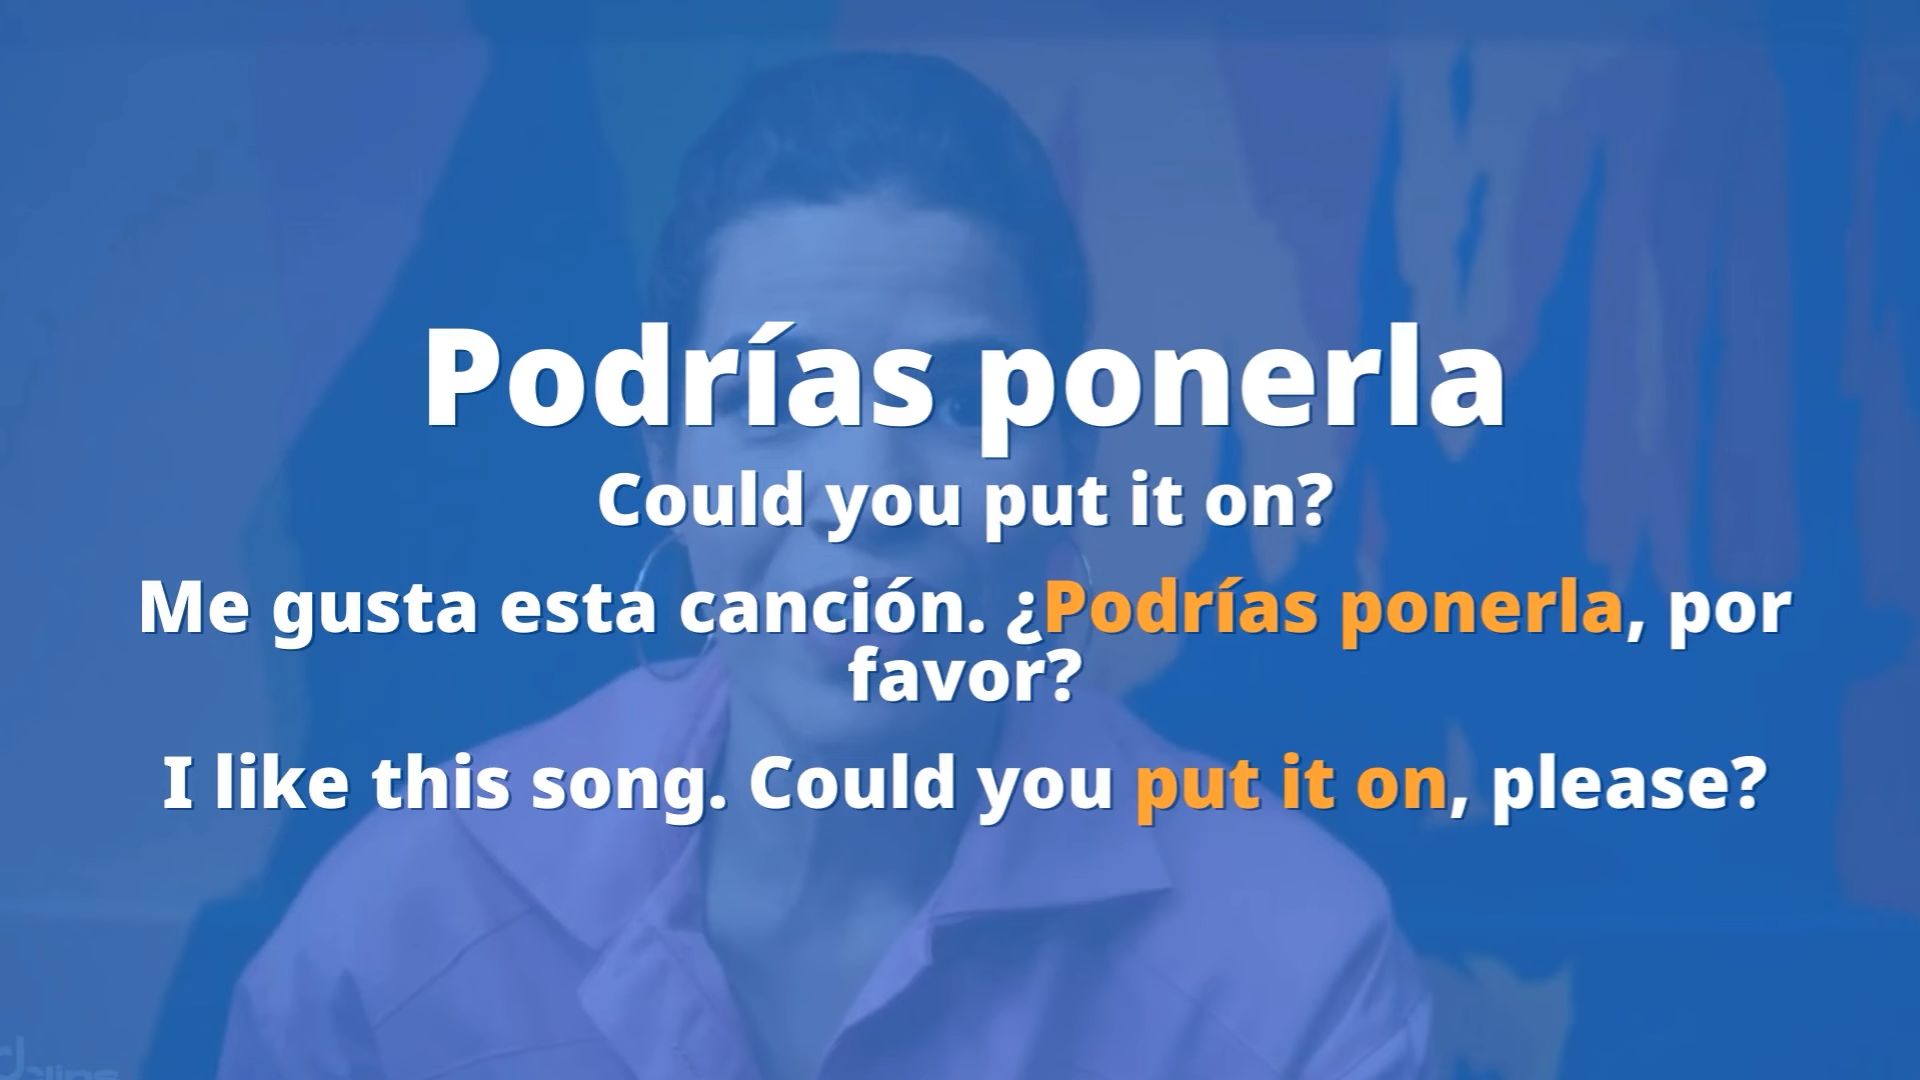 Podrías ponerla
Could you put it on?
Me gusta esta canción. ¿Podrías ponerla, por
favor?
I like this song. Could you put it on, please?